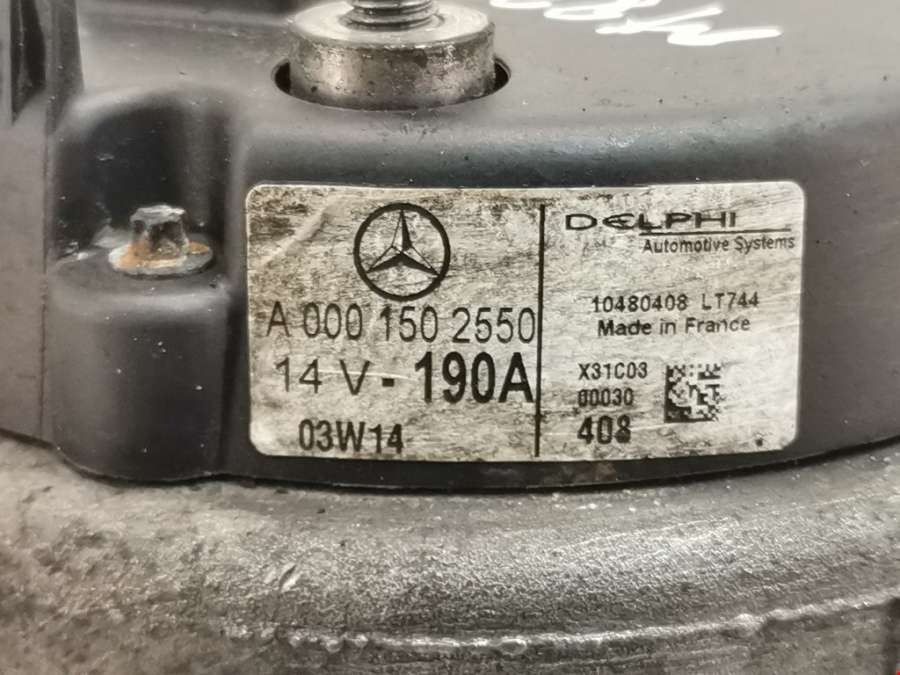 A 000 150 2550
14 V - 190A
03W14
DELPHI
Automotive Systems
10480408 LT744
Made in France
X31C03
00030
408